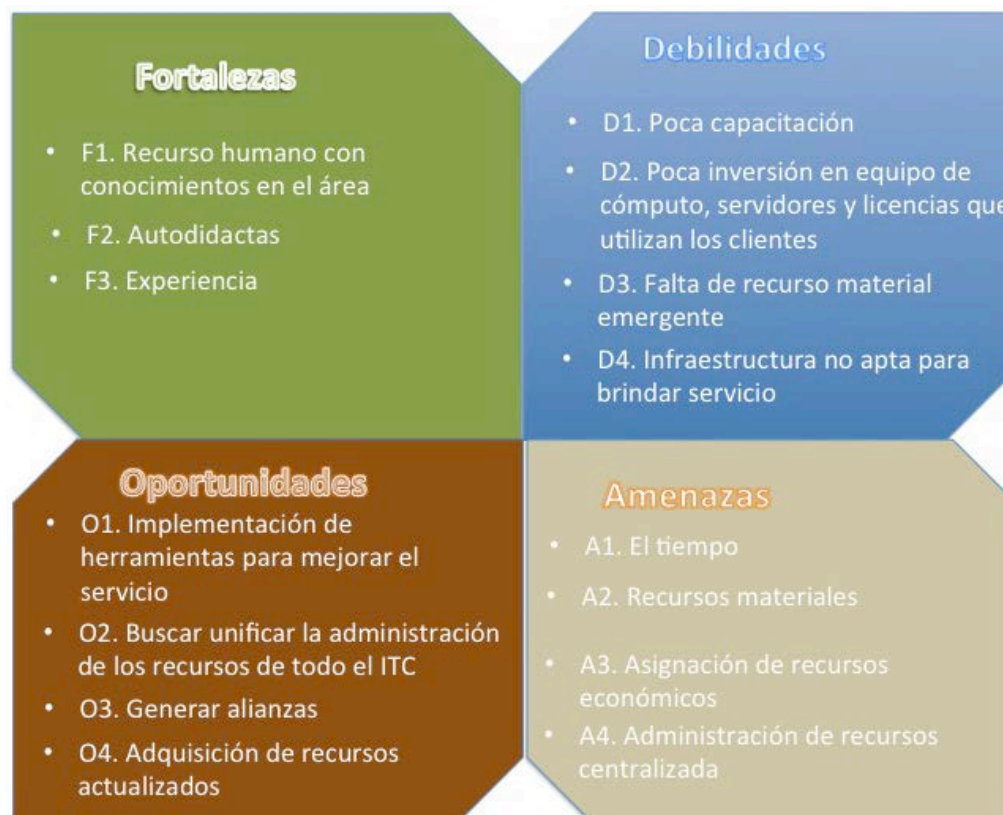 Fortalezas
• F1. Recurso humano con
conocimientos en el área
• F2. Autodidactas
• F3. Experiencia
Debilidades
• D1. Poca capacitación
• D2. Poca inversión en equipo de
cómputo, servidores y licencias que
utilizan los clientes
• D3. Falta de recurso material
emergente
• D4. Infraestructura no apta para
brindar servicio
Oportunidades
• O1. Implementación de
herramientas para mejorar el
servicio
• O2. Buscar unificar la administración
de los recursos de todo el ITC
• O3. Generar alianzas
• O4. Adquisición de recursos
actualizados
Amenazas
• A1. El tiempo
• A2. Recursos materiales
• A3. Asignación de recursos
económicos
• A4. Administración de recursos
centralizada